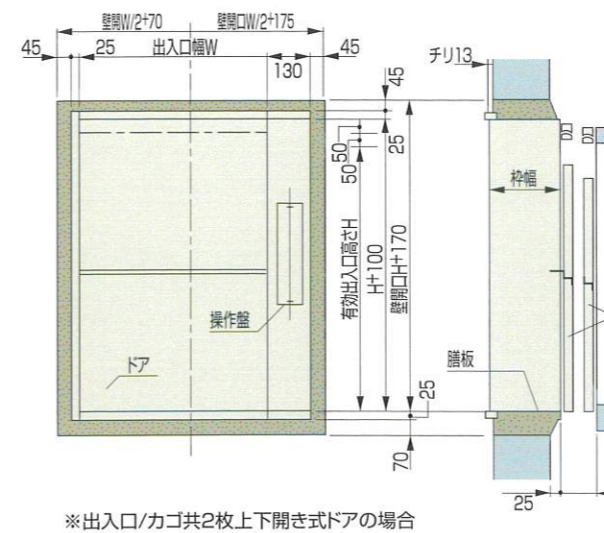 壁開W/2+70
壁開口W/2+175
45
25
出入口幅W
130
45
チリ13
45
25
50
50
有効出入口高さH
H+100
壁開口H+170
枠幅
操作盤
ドア
膳板
25
70
25
※出入口/カゴ共2枚上下開き式ドアの場合